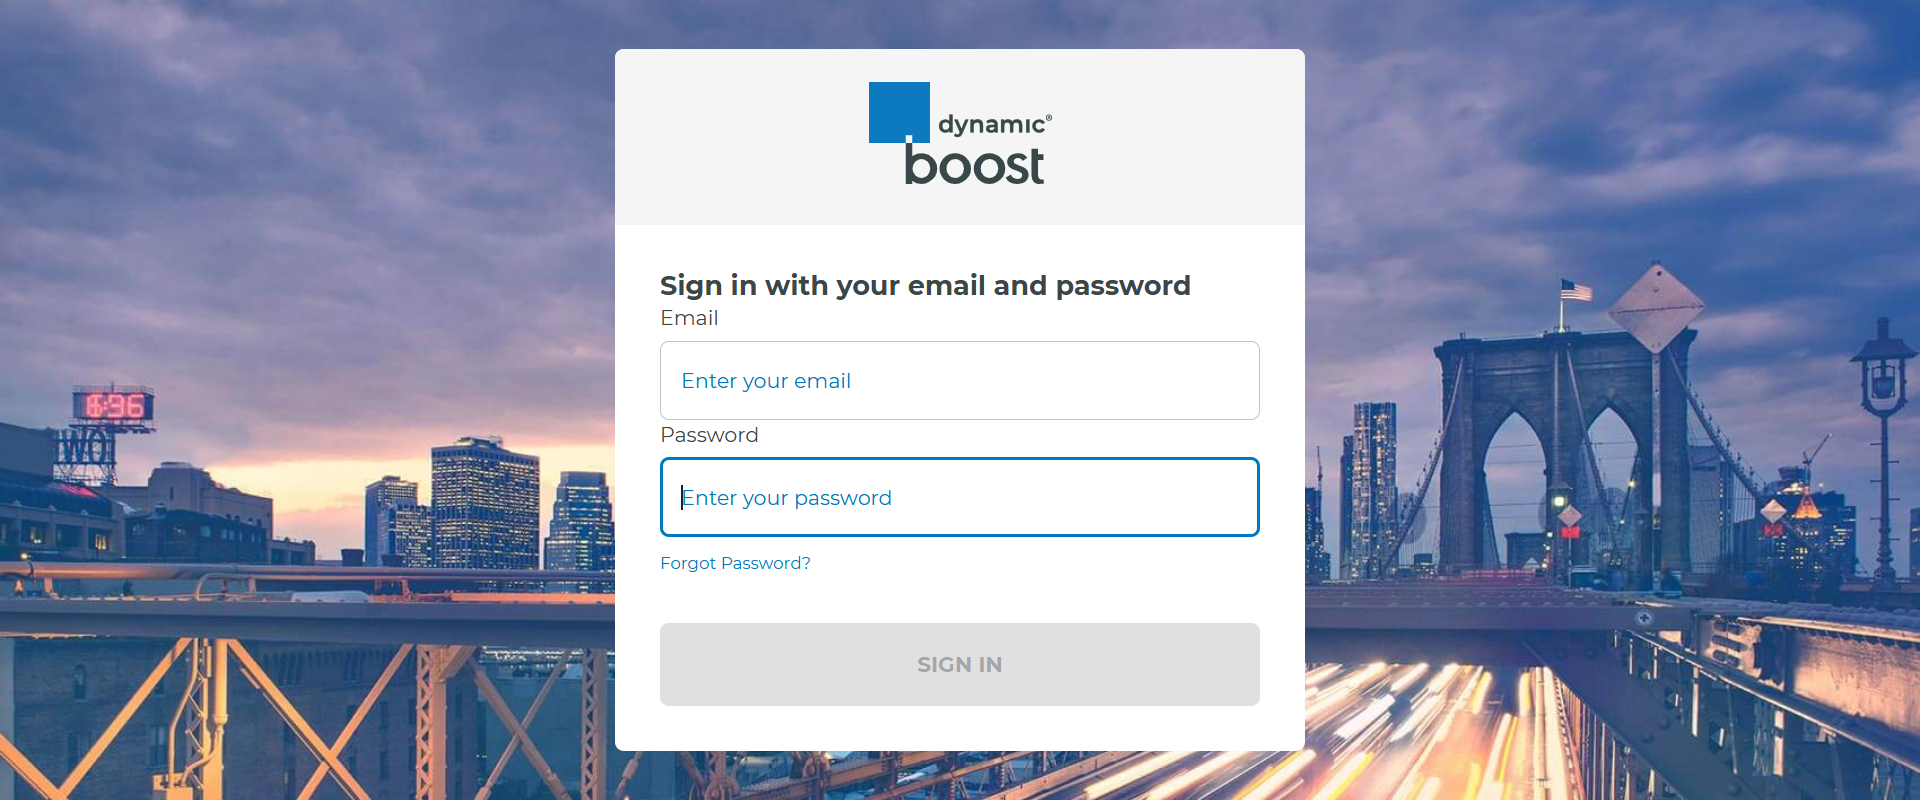 dynamic®
boost
Sign in with your email and password
Email
Enter your email
Password
Enter your password
Forgot Password?
SIGN IN